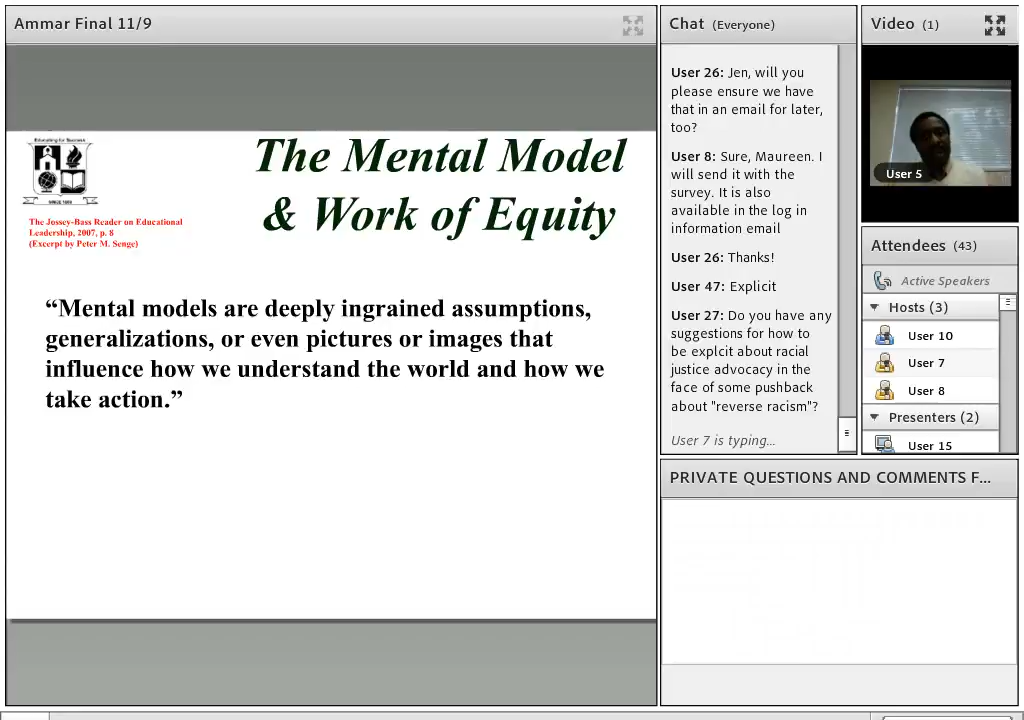 Ammar Final 11/9
Educating for Success
SINCE 1865
The Jossey-Bass Reader on Educational
Leadership, 2007, p. 8
(Excerpt by Peter M. Senge)
The Mental Model
& Work of Equity
“Mental models are deeply ingrained assumptions,
generalizations, or even pictures or images that
influence how we understand the world and how we
take action.”
Chat (Everyone)
User 26: Jen, will you
please ensure we have
that in an email for later,
too?
User 8: Sure, Maureen. I
will send it with the
survey. It is also
available in the log in
information email
User 26: Thanks!
User 47: Explicit
User 27: Do you have any
suggestions for how to
be explcit about racial
justice advocacy in the
face of some pushback
about "reverse racism"?
User 7 is typing...
Video (1)
User 5
Attendees (43)
Active Speakers
Hosts (3)
User 10
User 7
User 8
Presenters (2)
User 15
PRIVATE QUESTIONS AND COMMENTS F...